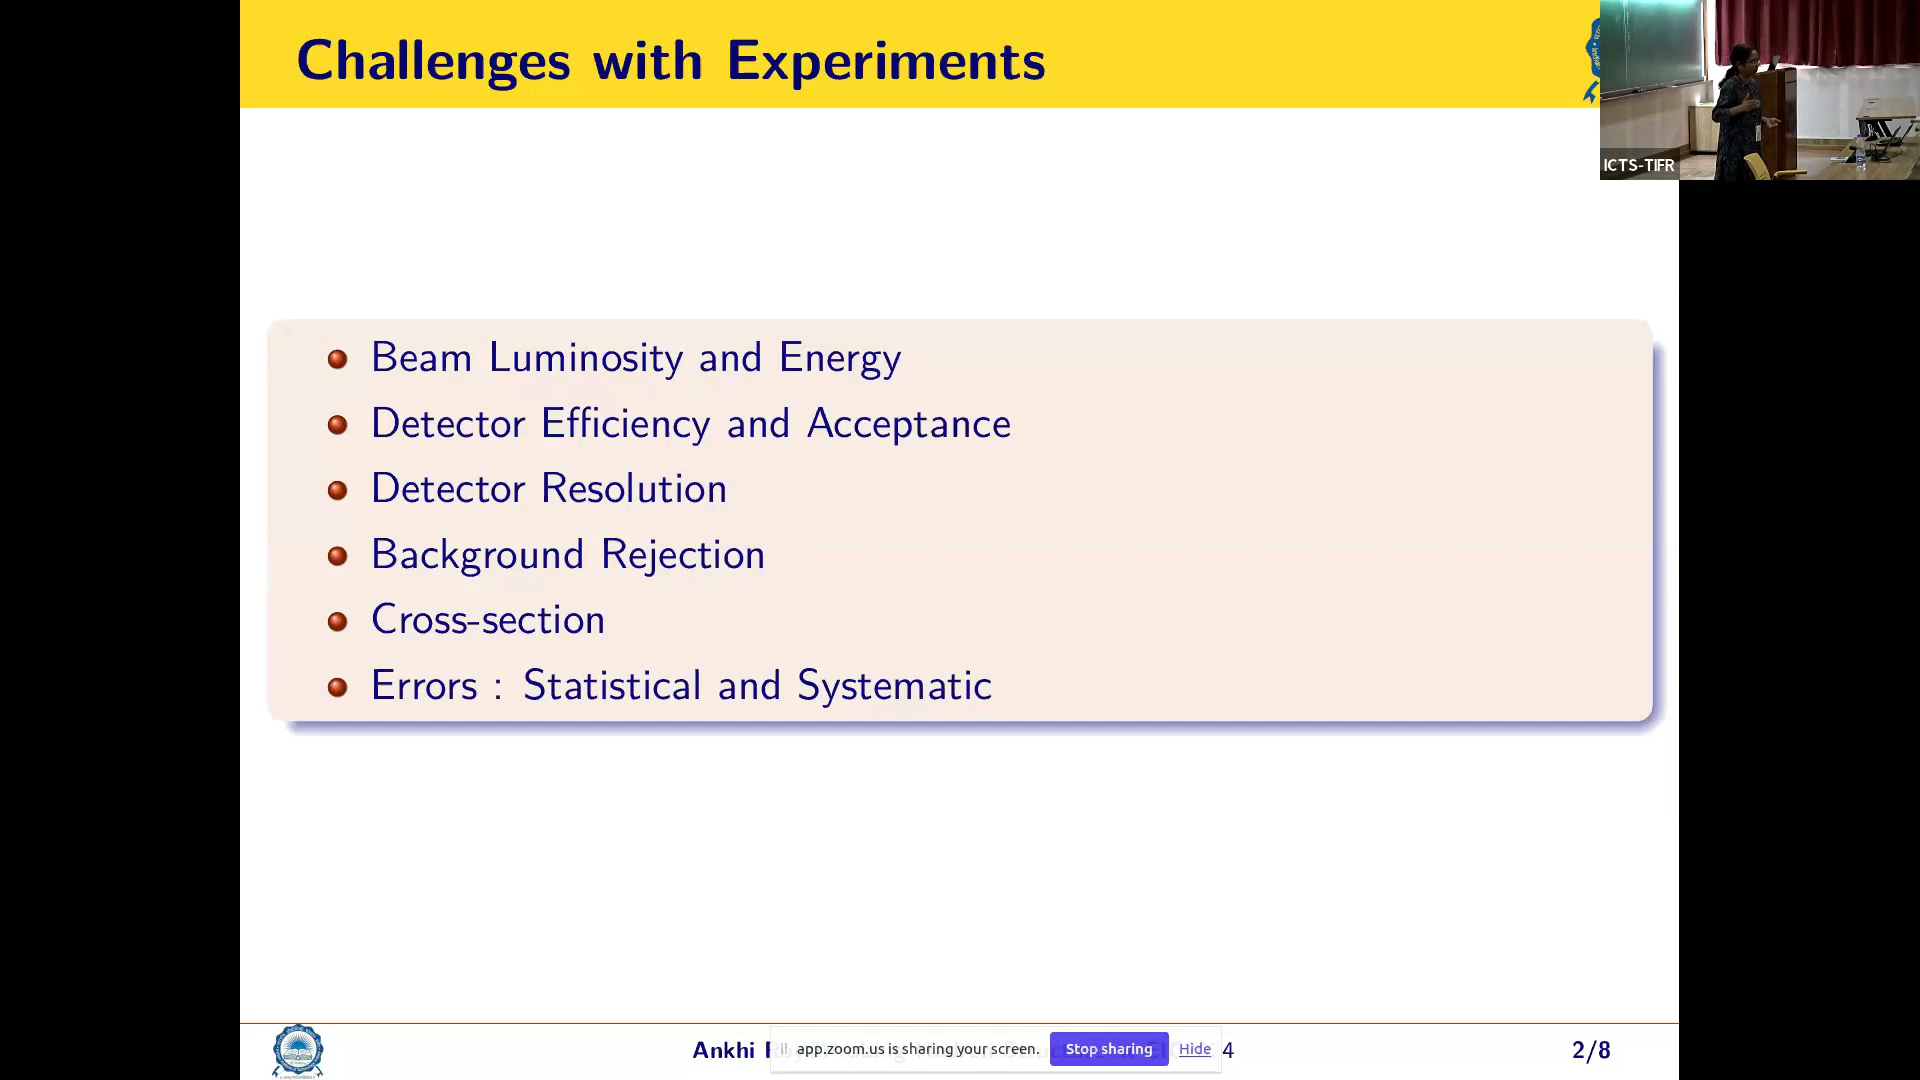 Challenges with Experiments
ICTS-TIFR
Beam Luminosity and Energy
Detector Efficiency and Acceptance
Detector Resolution
Background Rejection
Cross-section
Errors : Statistical and Systematic
Ankhi
app.zoom.us is sharing your screen.
Stop sharing
Hide
4
2/8